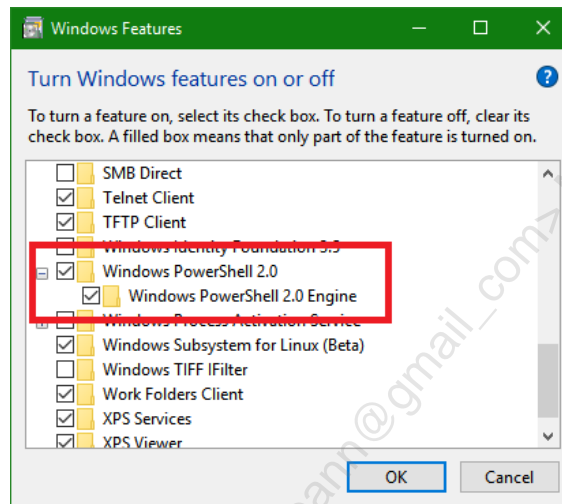 Windows Features
Turn Windows features on or off
To turn a feature on, select its check box. To turn a feature off, clear its
check box. A filled box means that only part of the feature is turned on.
SMB Direct
Telnet Client
TFTP Client
Windows Identity Foundation 3.5
Windows PowerShell 2.0
Windows PowerShell 2.0 Engine
Windows Process Activation Service
Windows Subsystem for Linux (Beta)
Windows TIFF IFilter
Work Folders Client
XPS Services
XPS Viewer
OK
Cancel
ann@gmail_com>